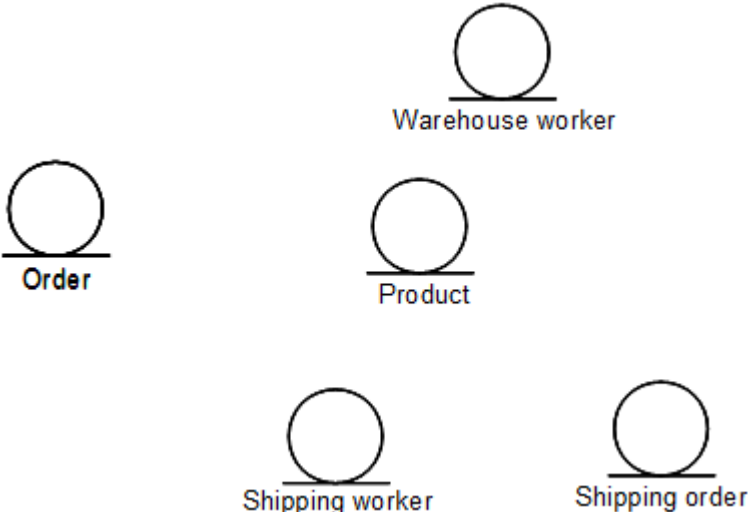 Warehouse worker
Order
Product
Shipping worker
Shipping order